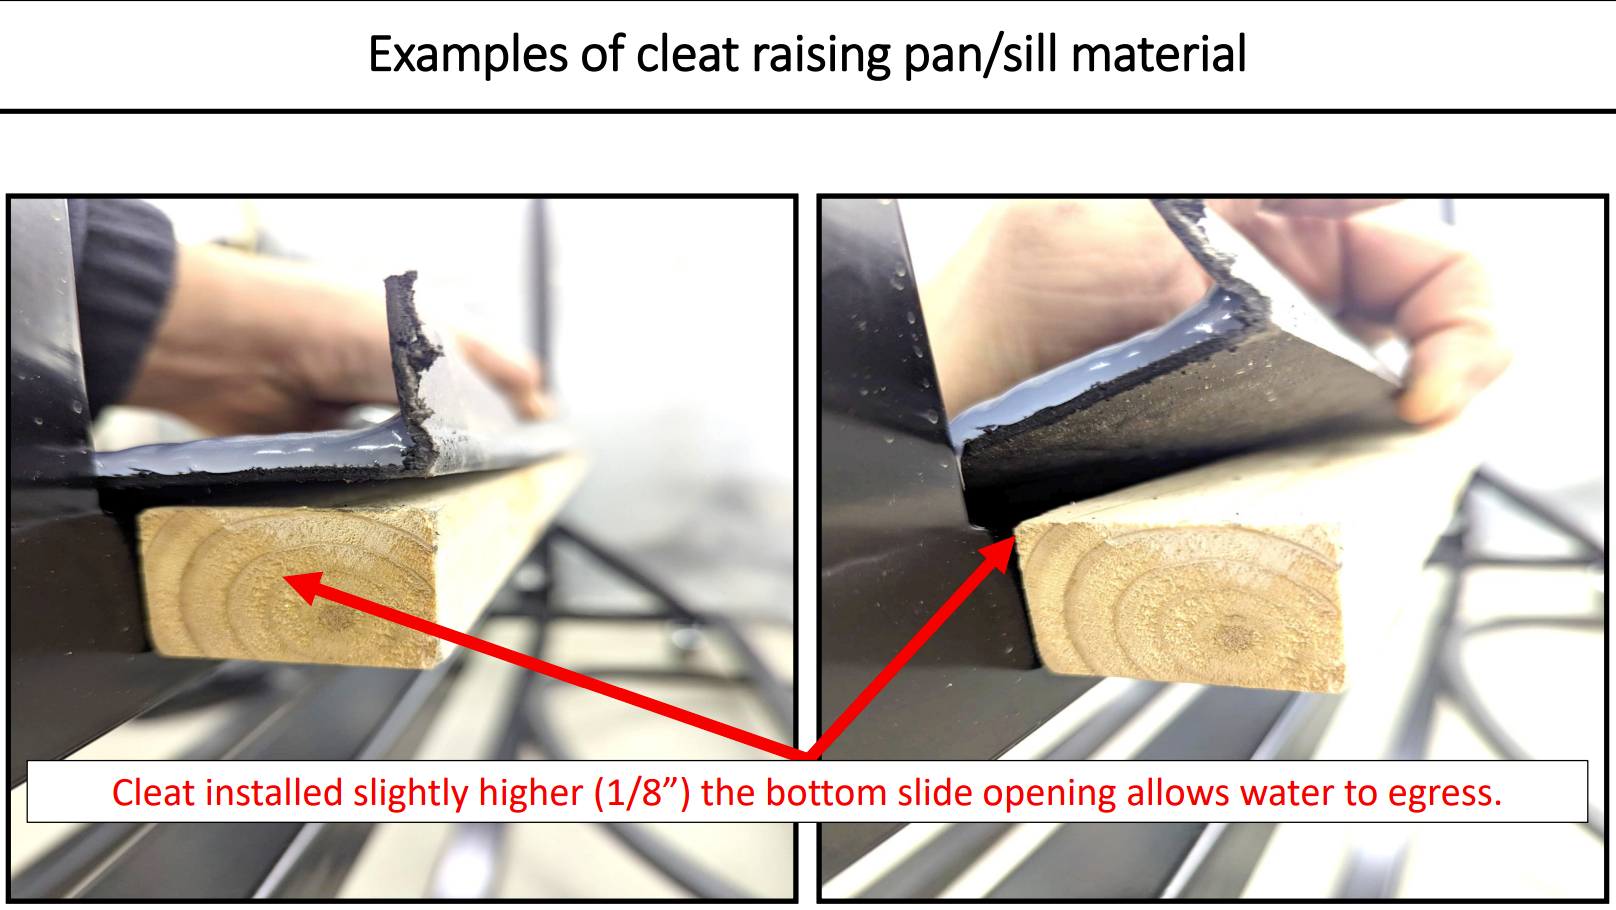 Examples of cleat raising pan/sill material
Cleat installed slightly higher (1/8”) the bottom slide opening allows water to egress.